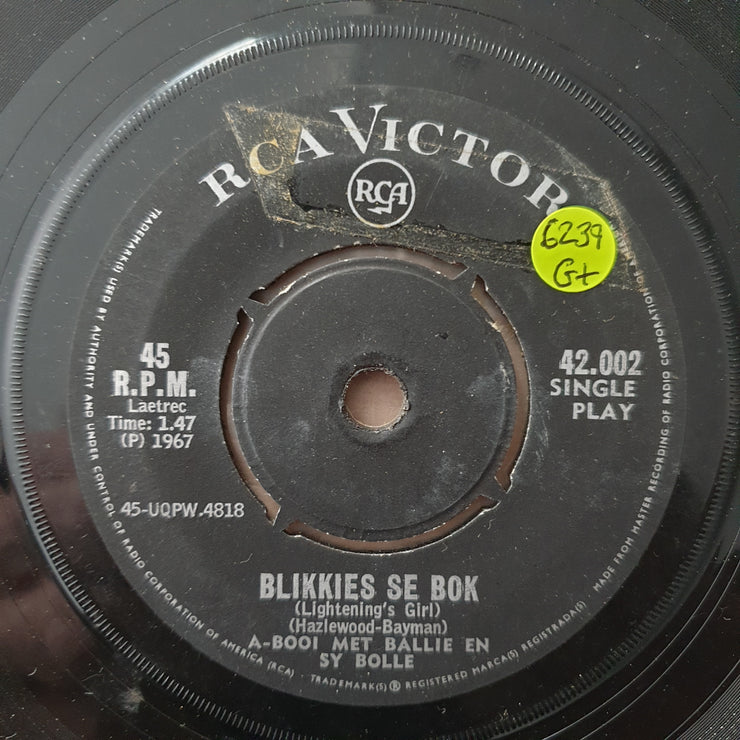 RCA VICTOR
RCA
6239
G+
45
R.P.M.
Laetrec
Time: 1.47
(P) 1967
42.002
SINGLE
PLAY
45-UQPW.4818
BLIKKIES SE BOK
(Lightening's Girl)
(Hazlewood-Bayman)
A-BOOI MET BALLIE EN
SY BOLLE
TRADEMARK(S) USED BY AUTHORITY AND UNDER CONTROL OF RADIO CORPORATION OF AMERICA (RCA)
TRADEMARK(S) ® REGISTERED MARCA(S) REGISTRADA(S)
MADE FROM MASTER RECORDING OF RADIO CORPORATION